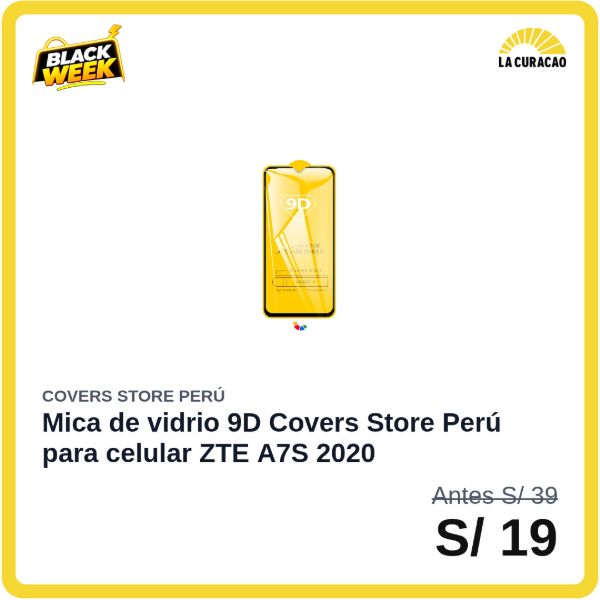 BLACK
WEEK
LA CURACAO
9D
COVERS STORE PERÚ
Mica de vidrio 9D Covers Store Perú
para celular ZTE A7S 2020
Antes S/ 39
S/ 19